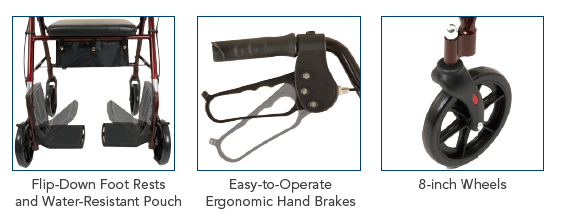 Flip-Down Foot Rests
and Water-Resistant Pouch
Easy-to-Operate
Ergonomic Hand Brakes
8-inch Wheels